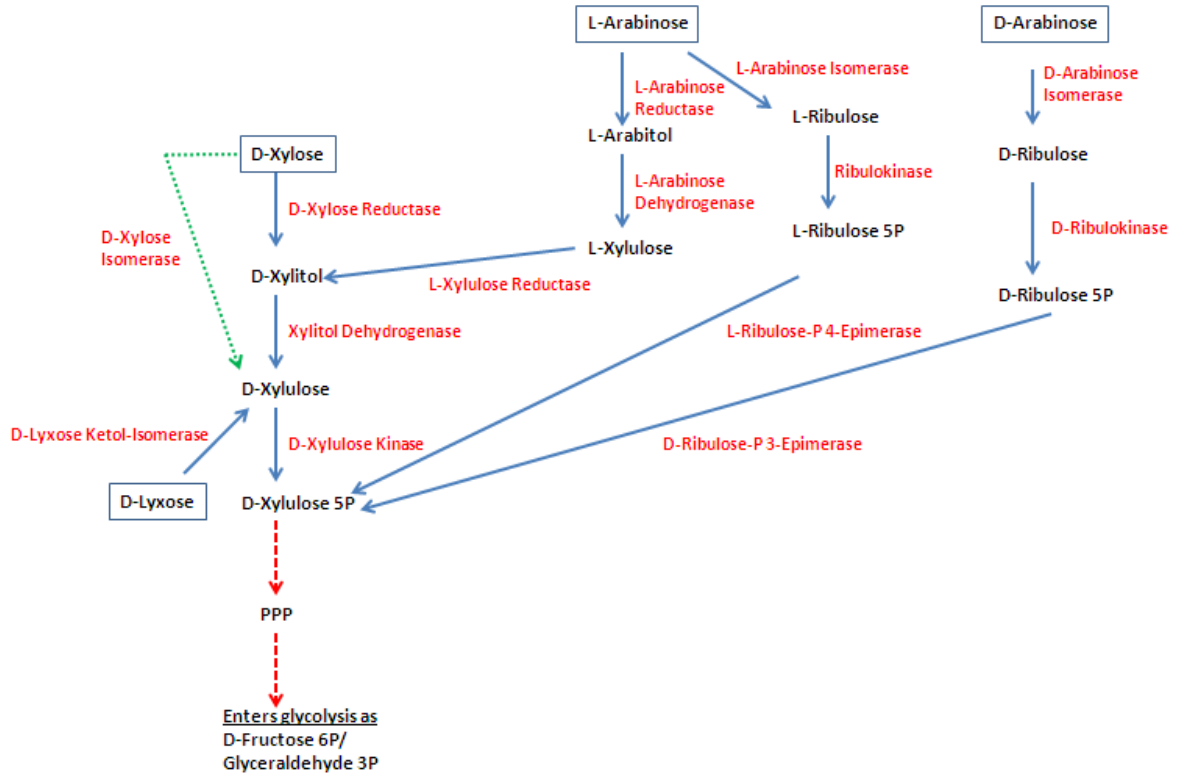 L-Arabinose
D-Arabinose
L-Arabinose Isomerase
D-Arabinose
Isomerase
L-Arabinose
Reductase
L-Ribulose
L-Arabitol
D-Xylose
D-Ribulose
Ribulokinase
L-Arabinose
Dehydrogenase
D-Xylose Reductase
D-Xylose
Isomerase
L-Ribulose 5P
D-Ribulokinase
L-Xylulose
D-Xylitol
L-Xylulose Reductase
D-Ribulose 5P
Xylitol Dehydrogenase
L-Ribulose-P 4-Epimerase
D-Xylulose
D-Lyxose Ketol-Isomerase
D-Xylulose Kinase
D-Ribulose-P 3-Epimerase
D-Lyxose
D-Xylulose 5P
PPP
Enters glycolysis as
D-Fructose 6P/
Glyceraldehyde 3P